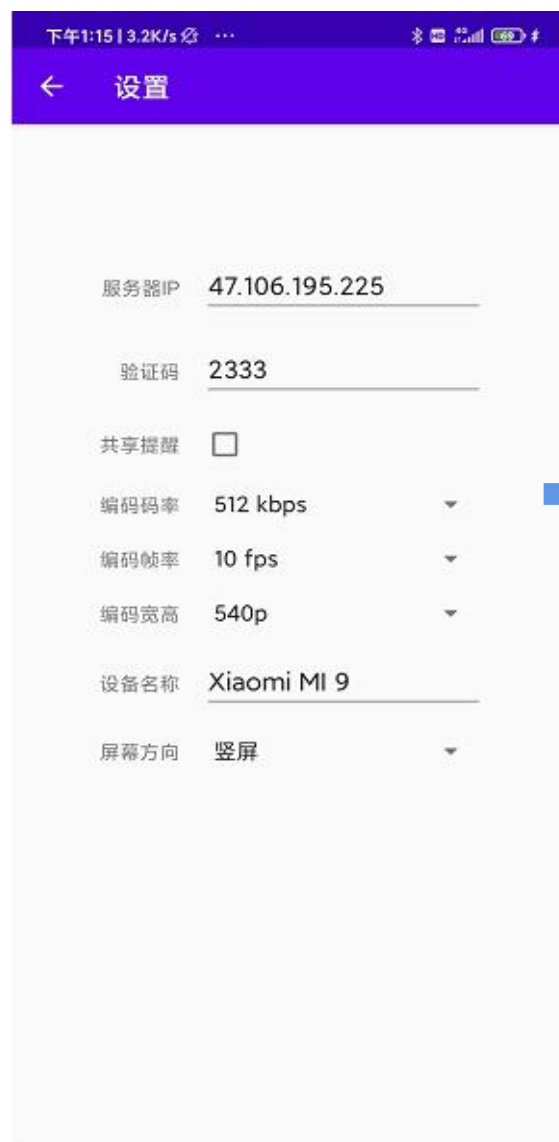 下午1:15 | 3.2K/s ···
69
设置
服务器IP 47.106.195.225
验证码 2333
共享提醒
编码码率 512 kbps
编码帧率 10 fps
编码宽高 540p
设备名称 Xiaomi MI 9
屏幕方向 竖屏